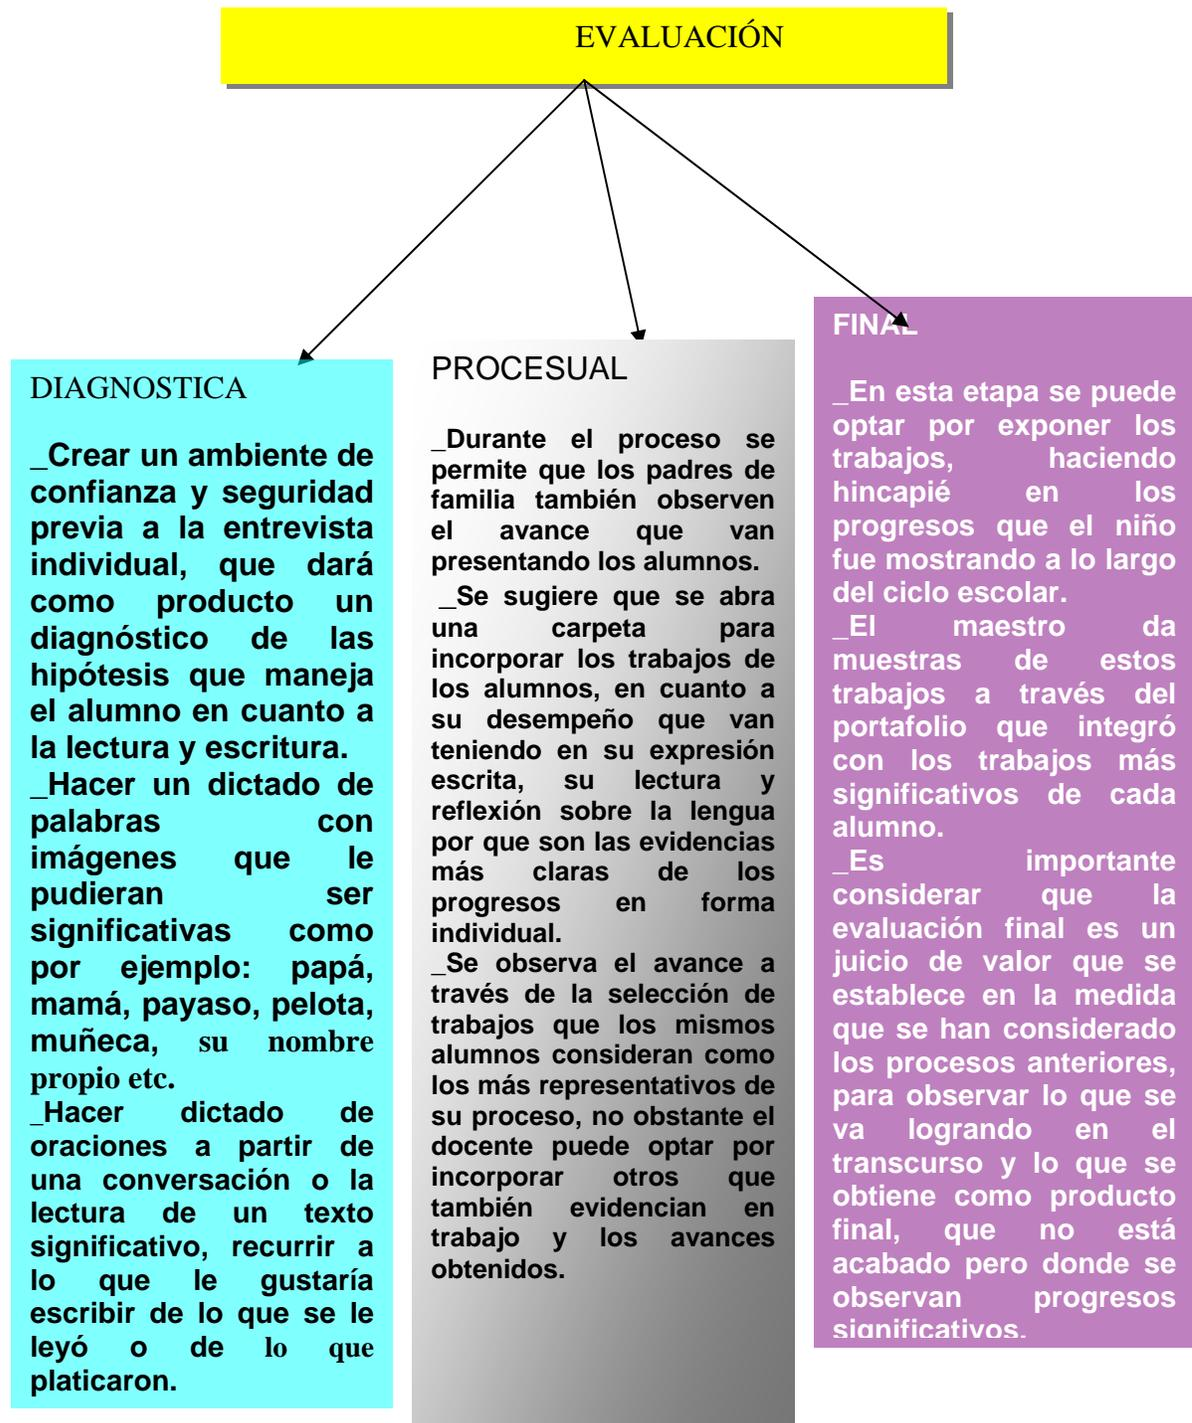 EVALUACIÓN
DIAGNOSTICA
_Crear un ambiente de
confianza y seguridad
previa a la entrevista
individual, que dará
como producto un
diagnóstico de las
hipótesis que maneja
el alumno en cuanto a
la lectura y escritura.
_Hacer un dictado de
palabras con
imágenes que le
pudieran ser
significativas como
por ejemplo: papá,
mamá, payaso, pelota,
muñeca, su nombre
propio etc.
_Hacer dictado de
oraciones a partir de
una conversación o la
lectura de un texto
significativo, recurrir a
lo que le gustaría
escribir de lo que se le
leyó o de lo que
platicaron.
PROCESUAL
_Durante el proceso se
permite que los padres de
familia también observen
el avance que van
presentando los alumnos.
_Se sugiere que se abra
una carpeta para
incorporar los trabajos de
los alumnos, en cuanto a
su desempeño que van
teniendo en su expresión
escrita, su lectura y
reflexión sobre la lengua
por que son las evidencias
más claras de los
progresos en forma
individual.
_Se observa el avance a
través de la selección de
trabajos que los mismos
alumnos consideran como
los más representativos de
su proceso, no obstante el
docente puede optar por
incorporar otros que
también evidencian en
trabajo y los avances
obtenidos.
FINAL
_En esta etapa se puede
optar por exponer los
trabajos, haciendo
hincapié en los
progresos que el niño
fue mostrando a lo largo
del ciclo escolar.
_El maestro da
muestras de estos
trabajos a través del
portafolio que integró
con los trabajos más
significativos de cada
alumno.
_Es importante
considerar que la
evaluación final es un
juicio de valor que se
establece en la medida
que se han considerado
los procesos anteriores,
para observar lo que se
va logrando en el
transcurso y lo que se
obtiene como producto
final, que no está
acabado pero donde se
observan progresos
significativos.